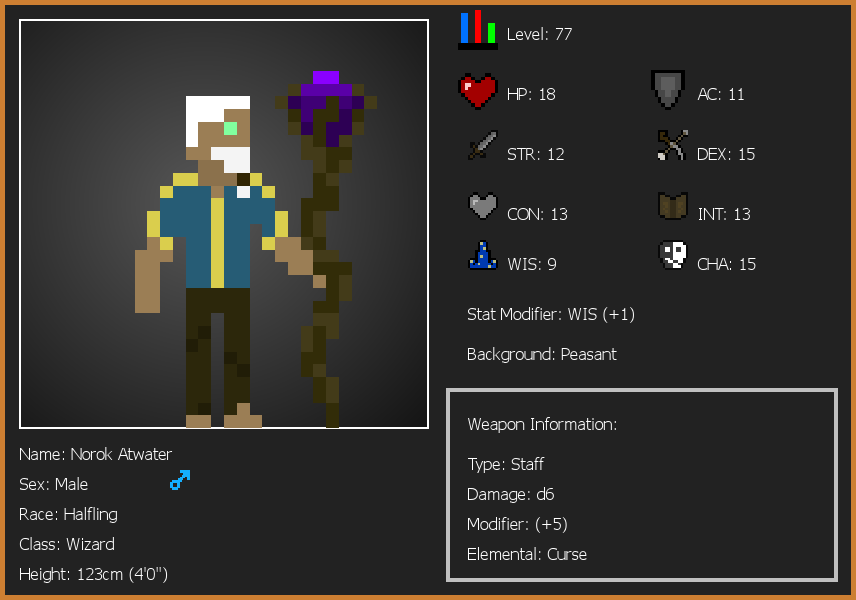 Level: 77
HP: 18
AC: 11
STR: 12
DEX: 15
CON: 13
INT: 13
WIS: 9
CHA: 15
Stat Modifier: WIS (+1)
Background: Peasant
Weapon Information:
Type: Staff
Damage: d6
Modifier: (+5)
Elemental: Curse
Name: Norok Atwater
Sex: Male
Race: Halfling
Class: Wizard
Height: 123cm (4'0")